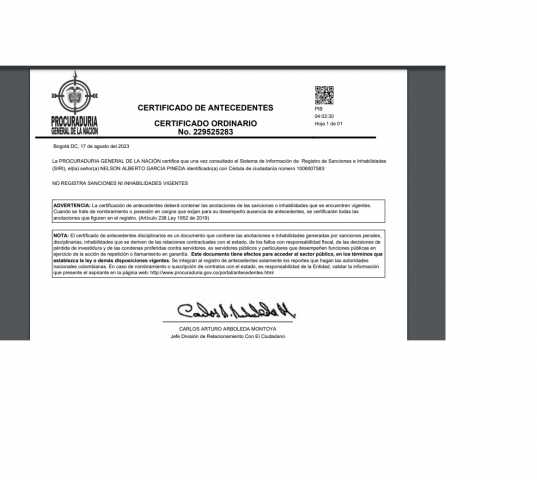 PROCURADURIA
GENERAL DE LA NACION
CERTIFICADO DE ANTECEDENTES
CERTIFICADO ORDINARIO
No. 229525283
Hoja 1 de 01
Bogotá DC, 17 de agosto del 2023
La PROCURADURIA GENERAL DE LA NACIÓN certifica que una vez consultado el Sistema de Información de Registro de Sanciones e Inhabilidades
(SIRI), el(la) señor(a) NELSON ALBERTO GARCIA PINEDA identificado(a) con Cédula de ciudadanía número 1006007583:
NO REGISTRA SANCIONES NI INHABILIDADES VIGENTES
ADVERTENCIA: La certificación de antecedentes deberá contener las anotaciones de las sanciones o inhabilidades que se encuentren vigentes.
Cuando se trate de nombramiento o posesión en cargos que exijan para su desempeño ausencia de antecedentes, se certificarán todas las
anotaciones que figuren en el registro. (Artículo 238 Ley 1952 de 2019)
NOTA: El certificado de antecedentes disciplinarios es un documento que contiene las anotaciones e inhabilidades generadas por sanciones penales,
disciplinarias, inhabilidades que se deriven de las relaciones contractuales con el estado, de los fallos con responsabilidad fiscal, de las decisiones de
pérdida de investidura y de las condenas proferidas contra servidores, ex servidores públicos y particulares que desempeñen funciones públicas en
ejercicio de la acción de repetición o llamamiento en garantía. Este documento tiene efectos para acceder al sector público, en los términos que
establezca la ley o demás disposiciones vigentes. Se integran al registro de antecedentes solamente los reportes que hagan las autoridades
nacionales colombianas. En caso de nombramiento o suscripción de contratos con el estado, es responsabilidad de la Entidad, validar la información
que presente el aspirante en la página web: http://www.procuraduria.gov.co/portal/antecedentes.html
CARLOS ARTURO ARBOLEDA MONTOYA
Jefe División de Relacionamiento Con El Ciudadano